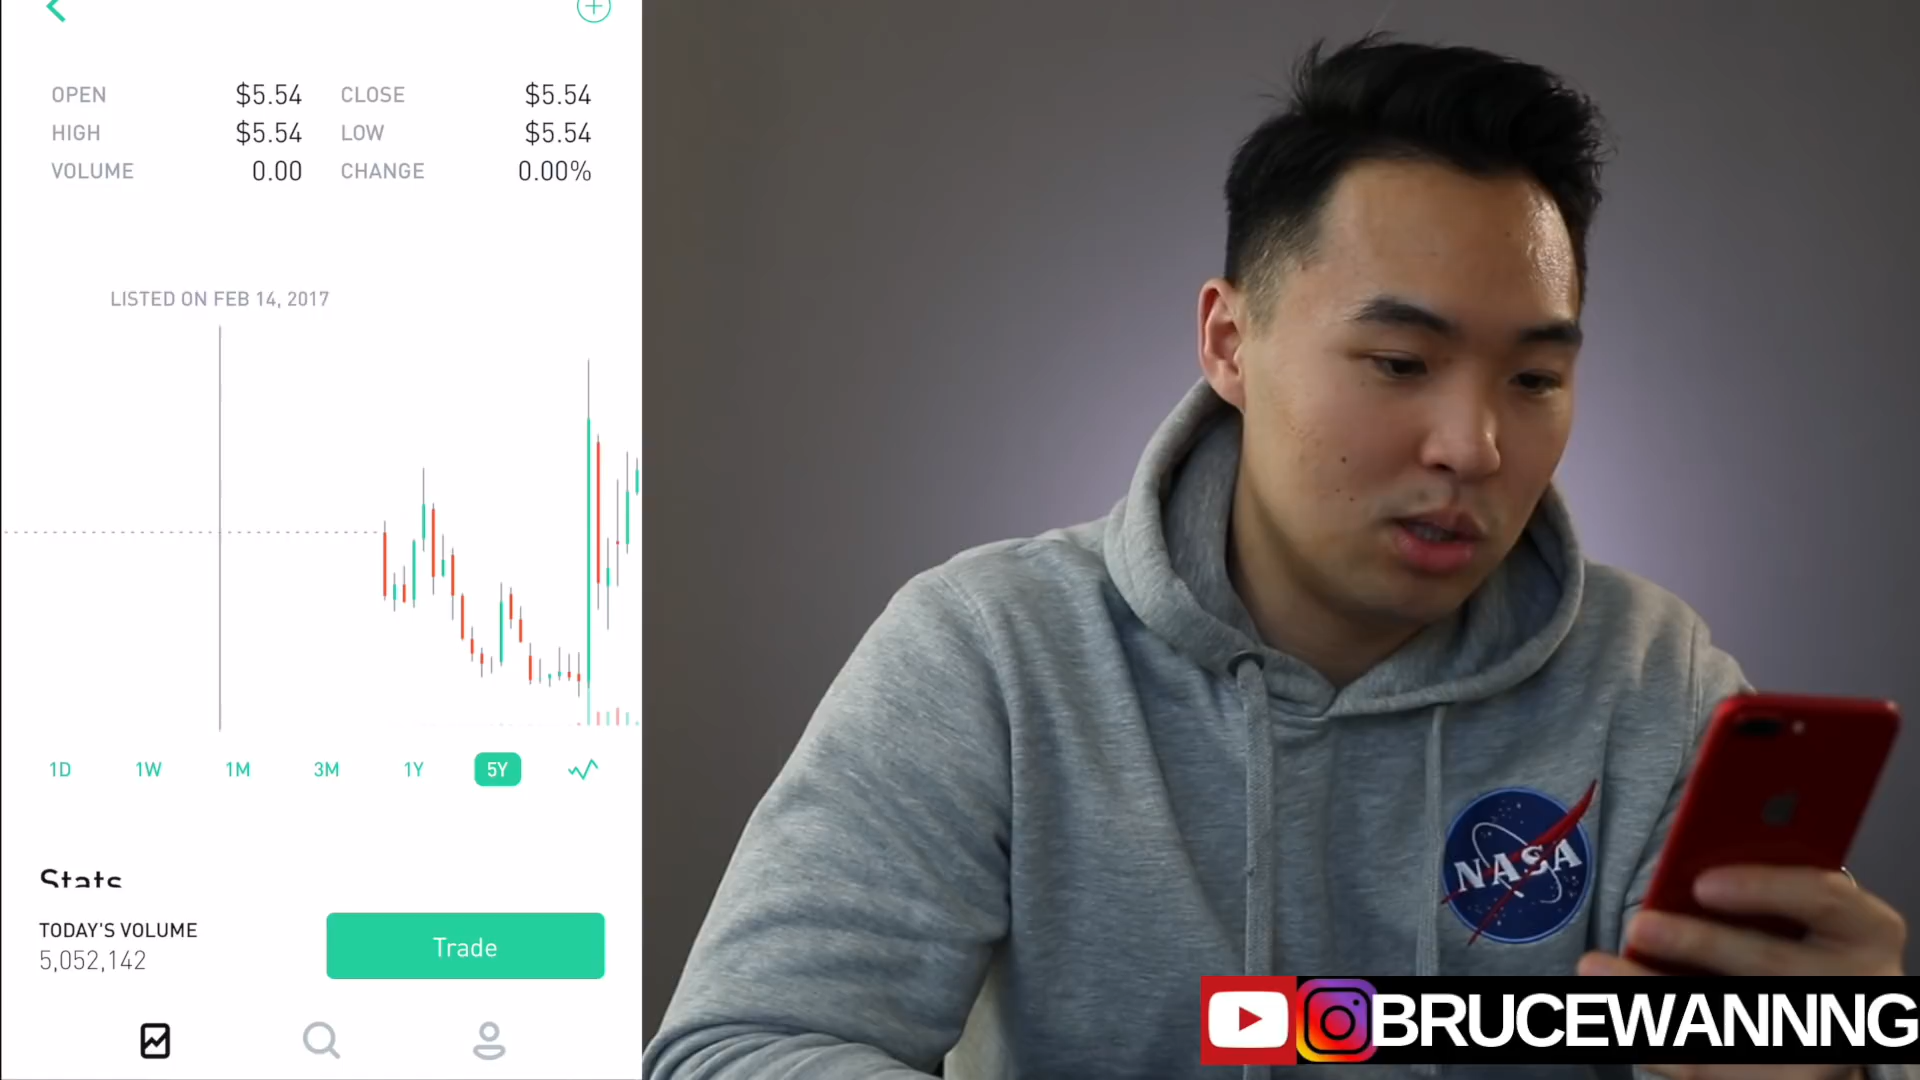 OPEN $5.54 CLOSE $5.54
HIGH $5.54 LOW $5.54
VOLUME 0.00 CHANGE 0.00%
LISTED ON FEB 14, 2017
1D 1W 1M 3M 1Y 5Y
Stats
TODAY'S VOLUME
5,052,142
Trade
NASA
BRUCEWANNNG